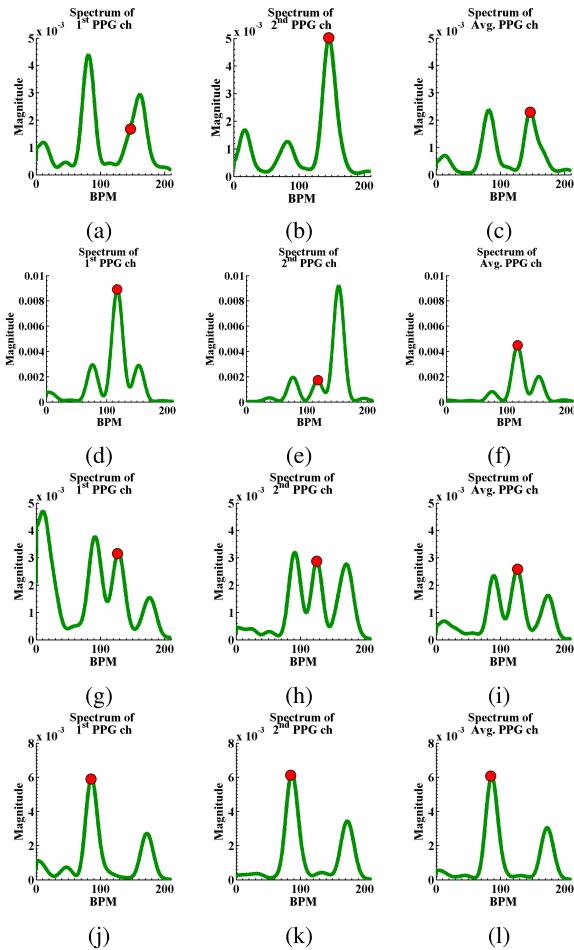 Spectrum of
1st PPG ch
x 10-3
5
4
3
2
1
0
Magnitude
0 100 200
BPM
(a)
Spectrum of
2nd PPG ch
x 10-3
5
4
3
2
1
0
Magnitude
0 100 200
BPM
(b)
Spectrum of
Avg. PPG ch
x 10-3
5
4
3
2
1
0
Magnitude
0 100 200
BPM
(c)
Spectrum of
1st PPG ch
0.01
0.008
0.006
0.004
0.002
0
Magnitude
0 100 200
BPM
(d)
Spectrum of
2nd PPG ch
0.01
0.008
0.006
0.004
0.002
0
Magnitude
0 100 200
BPM
(e)
Spectrum of
Avg. PPG ch
0.01
0.008
0.006
0.004
0.002
0
Magnitude
0 100 200
BPM
(f)
Spectrum of
1st PPG ch
x 10-3
5
4
3
2
1
0
Magnitude
0 100 200
BPM
(g)
Spectrum of
2nd PPG ch
x 10-3
5
4
3
2
1
0
Magnitude
0 100 200
BPM
(h)
Spectrum of
Avg. PPG ch
x 10-3
5
4
3
2
1
0
Magnitude
0 100 200
BPM
(i)
Spectrum of
1st PPG ch
x 10-3
8
6
4
2
0
Magnitude
0 100 200
BPM
(j)
Spectrum of
2nd PPG ch
x 10-3
8
6
4
2
0
Magnitude
0 100 200
BPM
(k)
Spectrum of
Avg. PPG ch
x 10-3
8
6
4
2
0
Magnitude
0 100 200
BPM
(l)